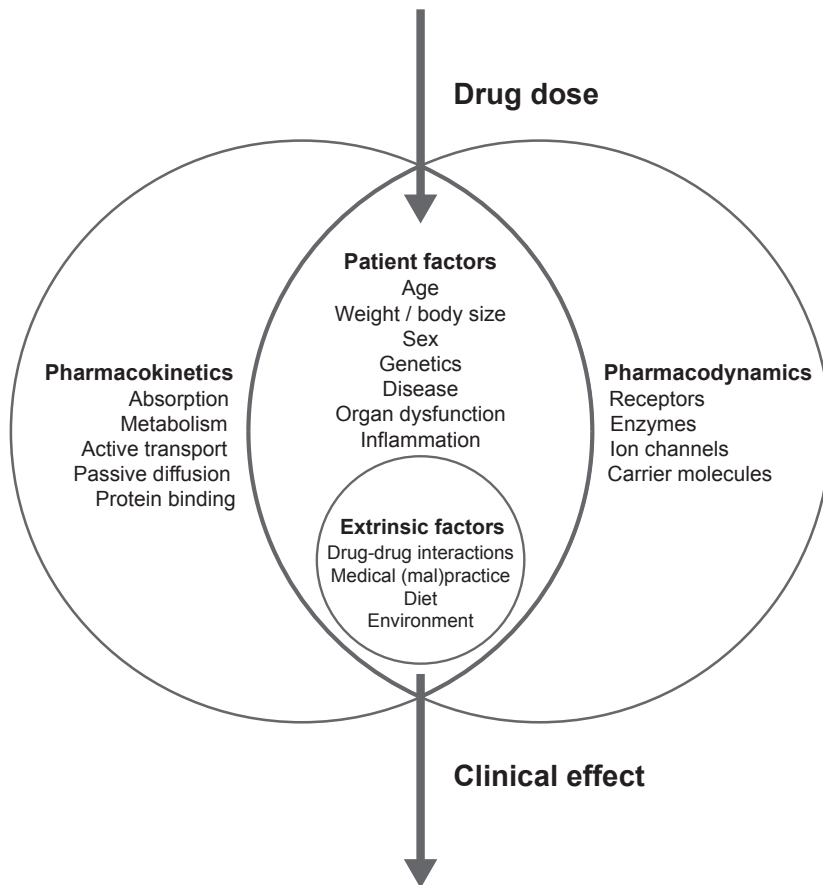 Drug dose
Patient factors
Age
Weight / body size
Sex
Genetics
Disease
Organ dysfunction
Inflammation
Pharmacokinetics
Absorption
Metabolism
Active transport
Passive diffusion
Protein binding
Pharmacodynamics
Receptors
Enzymes
Ion channels
Carrier molecules
Extrinsic factors
Drug-drug interactions
Medical (mal)practice
Diet
Environment
Clinical effect